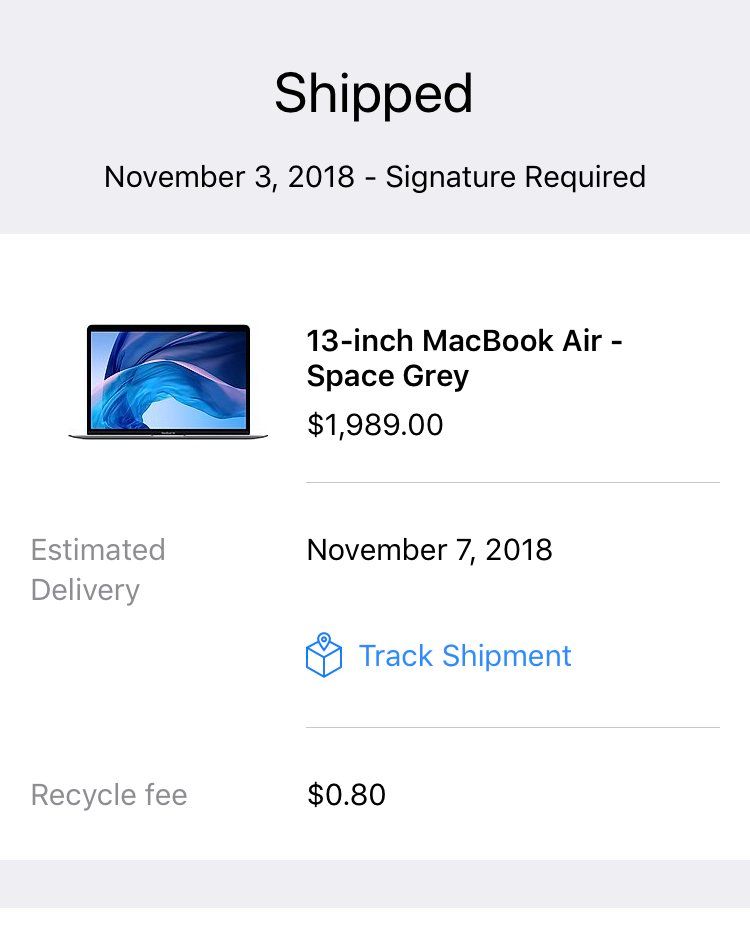 Shipped
November 3, 2018 - Signature Required
13-inch MacBook Air -
Space Grey
$1,989.00
Estimated
Delivery
November 7, 2018
Track Shipment
Recycle fee
$0.80